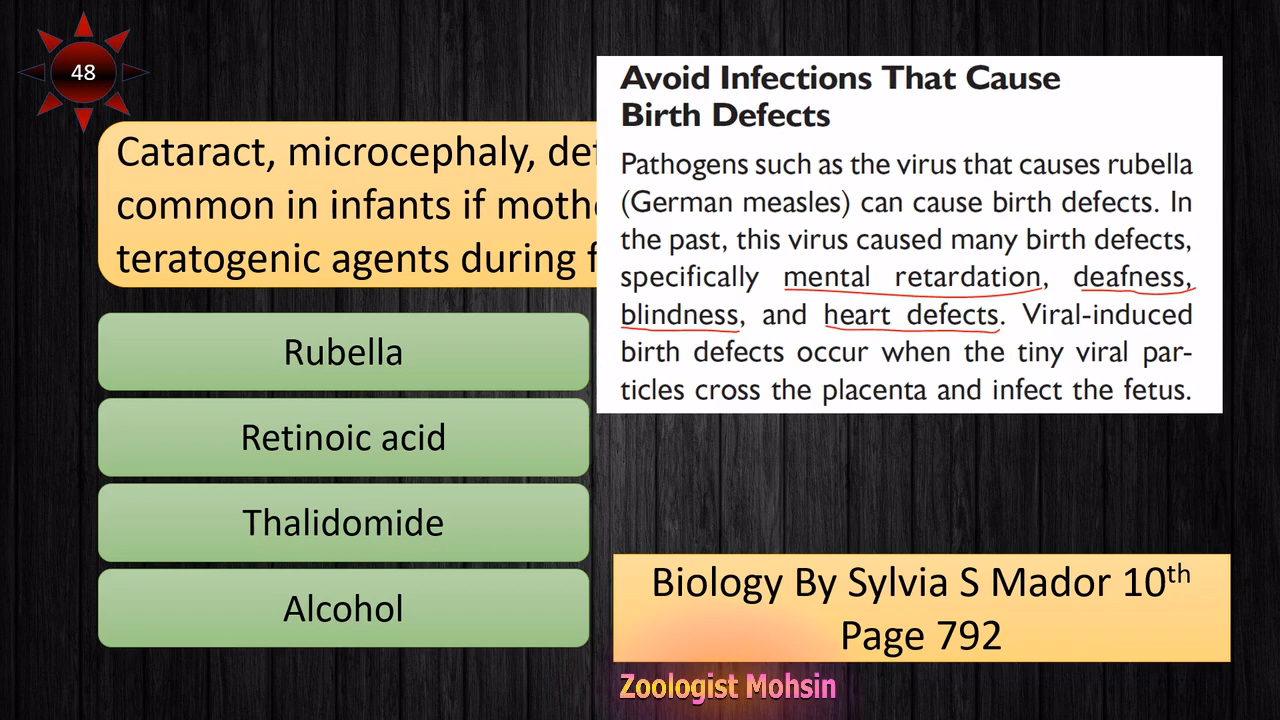 48
Cataract, microcephaly,
common in infants if
teratogenic agents during
Rubella
Retinoic acid
Thalidomide
Alcohol
Avoid Infections That Cause
Birth Defects
Pathogens such as the virus that causes rubella
(German measles) can cause birth defects. In
the past, this virus caused many birth defects,
specifically mental retardation, deafness,
blindness, and heart defects. Viral-induced
birth defects occur when the tiny viral par-
ticles cross the placenta and infect the fetus.
Biology By Sylvia S Mador 10th
Page 792
Zoologist Mohsin